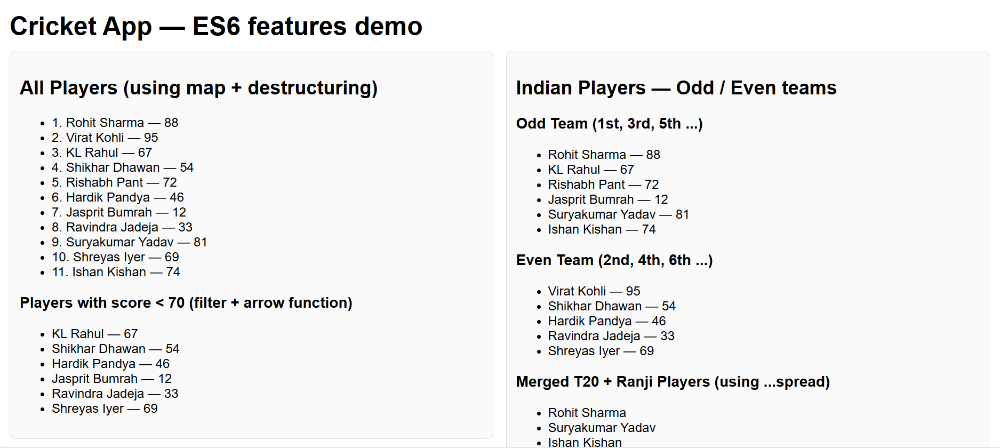 Cricket App — ES6 features demo
All Players (using map + destructuring)
1. Rohit Sharma — 88
2. Virat Kohli — 95
3. KL Rahul — 67
4. Shikhar Dhawan — 54
5. Rishabh Pant — 72
6. Hardik Pandya — 46
7. Jasprit Bumrah — 12
8. Ravindra Jadeja — 33
9. Suryakumar Yadav — 81
10. Shreyas Iyer — 69
11. Ishan Kishan — 74
Players with score < 70 (filter + arrow function)
KL Rahul — 67
Shikhar Dhawan — 54
Hardik Pandya — 46
Jasprit Bumrah — 12
Ravindra Jadeja — 33
Shreyas Iyer — 69
Indian Players — Odd / Even teams
Odd Team (1st, 3rd, 5th ...)
Rohit Sharma — 88
KL Rahul — 67
Rishabh Pant — 72
Jasprit Bumrah — 12
Suryakumar Yadav — 81
Ishan Kishan — 74
Even Team (2nd, 4th, 6th ...)
Virat Kohli — 95
Shikhar Dhawan — 54
Hardik Pandya — 46
Ravindra Jadeja — 33
Shreyas Iyer — 69
Merged T20 + Ranji Players (using ...spread)
Rohit Sharma
Suryakumar Yadav
Ishan Kishan